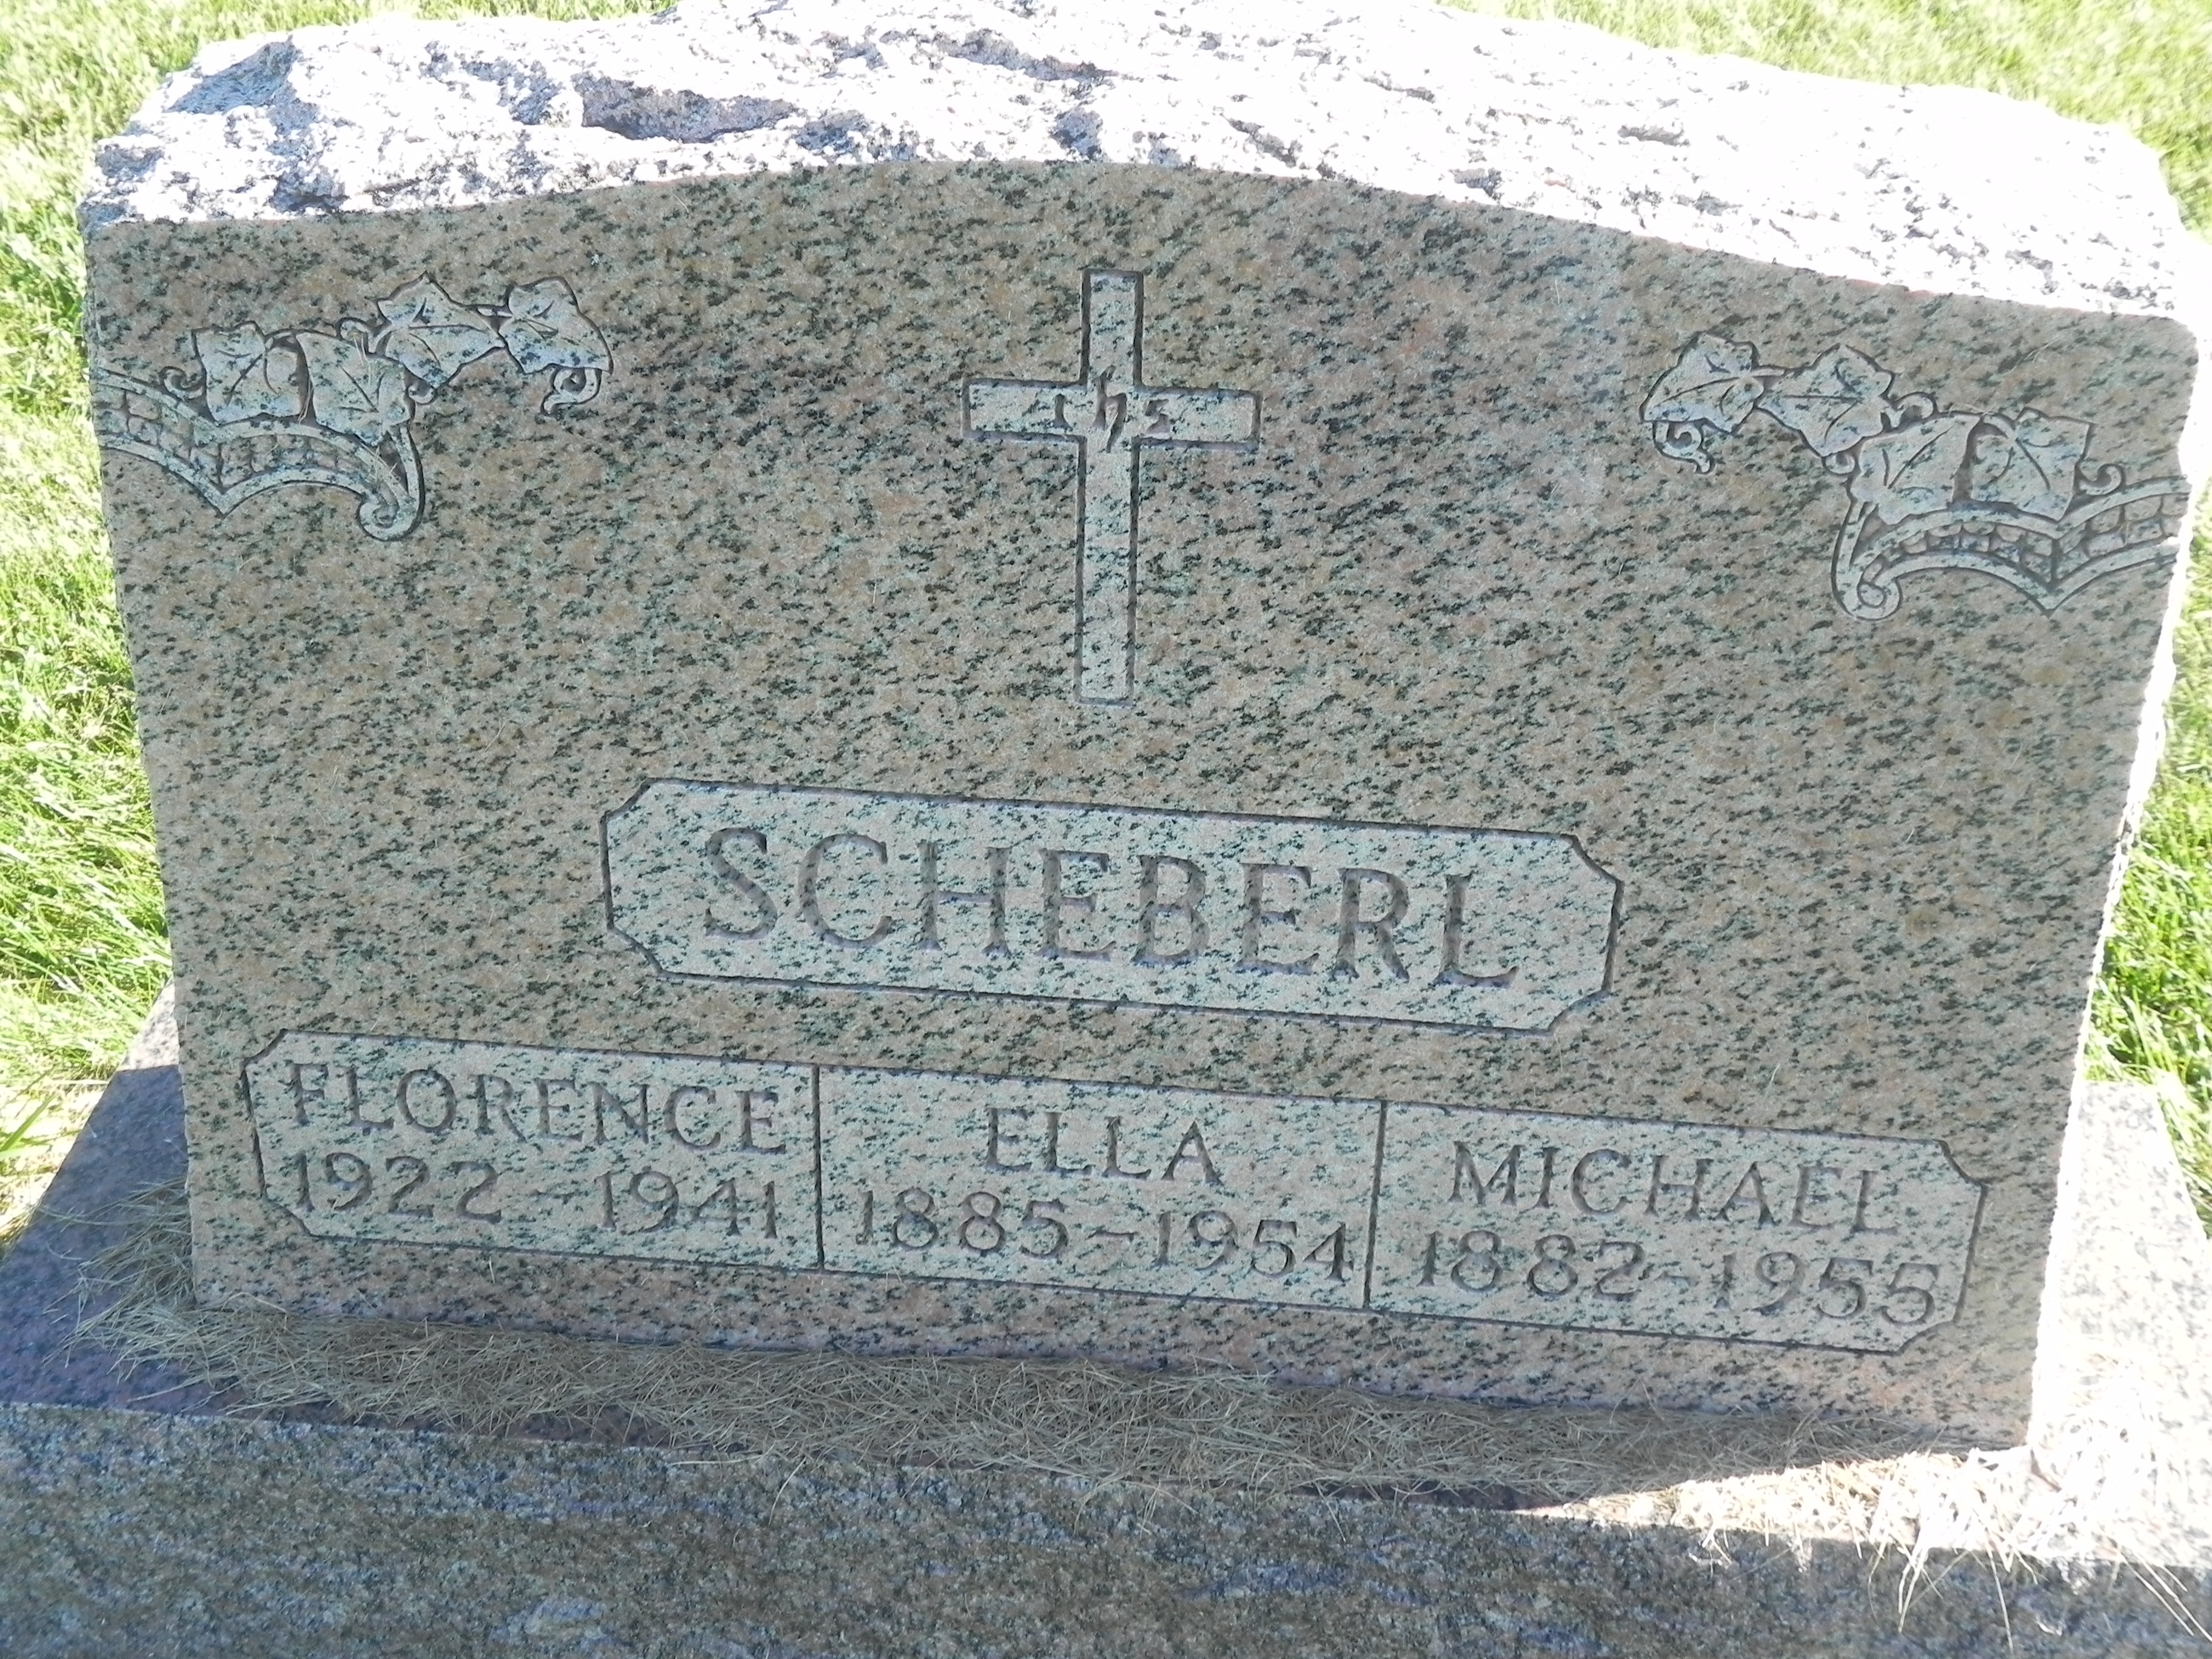 IHS
SCHEBERL
FLORENCE
1922-1941
ELLA
1885-1954
MICHAEL
1882-1955